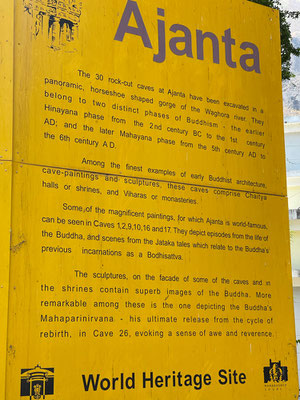 Ajanta
The 30 rock-cut caves at Ajanta have been excavated in a
panoramic, horseshoe shaped gorge of the Waghora river. They
belong to two distinct phases of Buddhism - the earlier
Hinayana phase from the 2nd century BC to the 1st century
AD; and the later Mahayana phase from the 5th century AD to
the 6th century A D.
Among the finest examples of early Buddhist architecture,
cave-paintings and sculptures, these caves comprise Chaitya
halls or shrines, and Viharas or monasteries.
Some,of the magnificent paintings, for which Ajanta is world-famous,
can be seen in Caves 1,2,9,10,16 and 17. They depict episodes from the life of
the Buddha, and scenes from the Jataka tales which relate to the Buddha's
previous incarnations as a Bodhisattva.
The sculptures, on the facade of some of the caves and in
the shrines contain superb images of the Buddha. More
remarkable among these is the one depicting the Buddha's
Mahaparinirvana - his ultimate release from the cycle of
rebirth, in Cave 26, evoking a sense of awe and reverence.
World Heritage Site